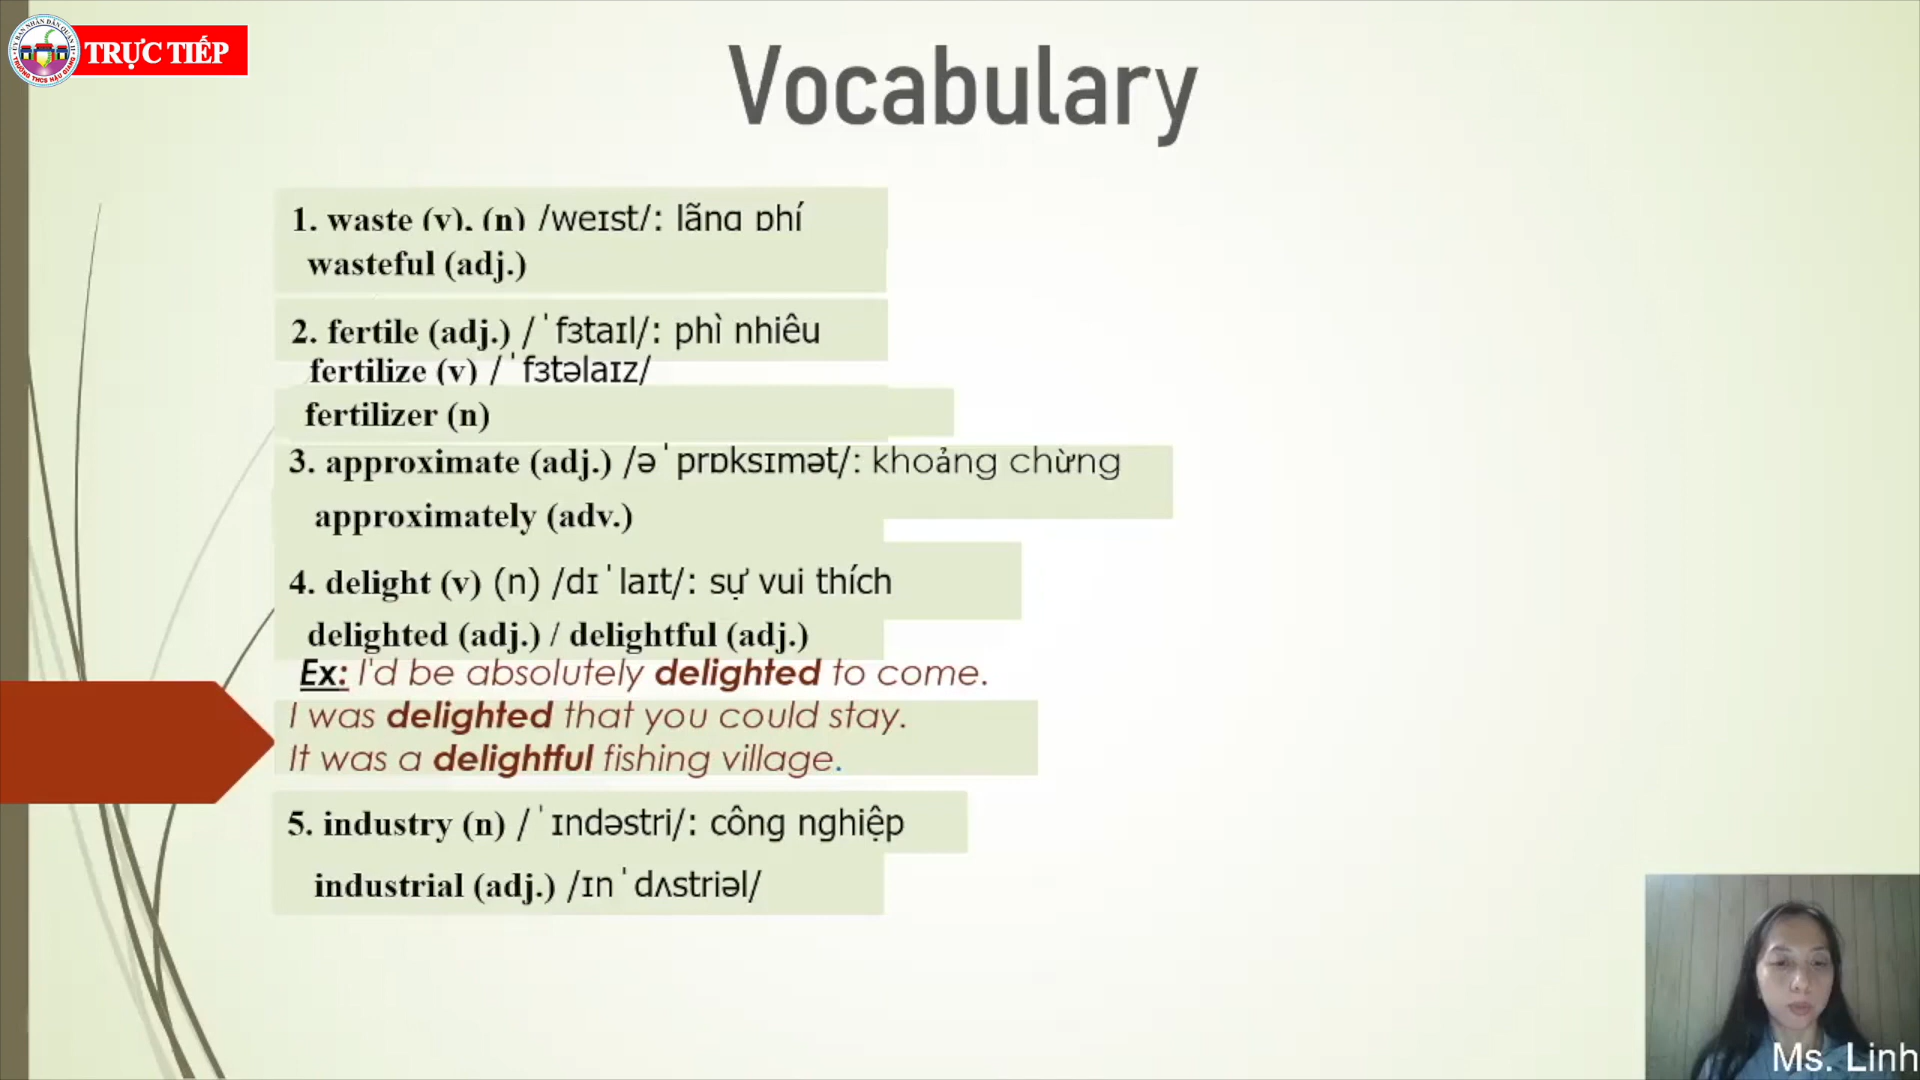 TRỰC TIẾP
Vocabulary
1. waste (v), (n) /weɪst/: lãng phí
wasteful (adj.)
2. fertile (adj.) /ˈfɜtaɪl/: phì nhiêu
fertilize (v) /ˈfɜtəlaɪz/
fertilizer (n)
3. approximate (adj.) /əˈprɒksɪmət/: khoảng chừng
approximately (adv.)
4. delight (v) (n) /dɪˈlaɪt/: sự vui thích
delighted (adj.) / delightful (adj.)
Ex: I'd be absolutely delighted to come.
I was delighted that you could stay.
It was a delightful fishing village.
5. industry (n) /ˈɪndəstri/: công nghiệp
industrial (adj.) /ɪnˈdʌstriəl/
Ms. Linh